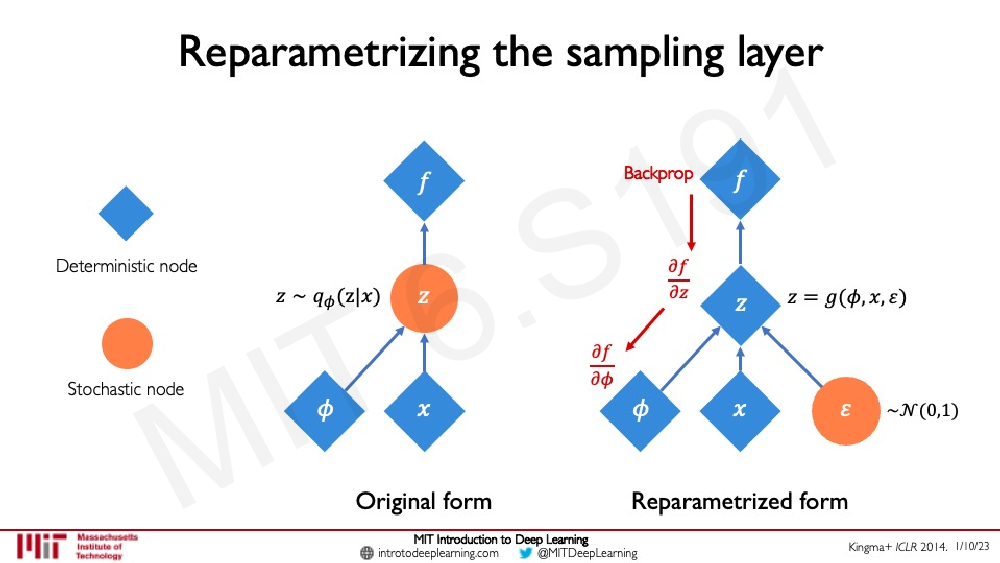 Reparametrizing the sampling layer
MIT 6.S191
Deterministic node
Stochastic node
f
z ~ qϕ(z|x)
z
ϕ
x
Original form
Backprop
f
∂f
∂z
z
z = g(ϕ, x, ε)
∂f
∂ϕ
ϕ
x
ε
~𝒩(0,1)
Reparametrized form
Massachusetts
Institute of
Technology
MIT Introduction to Deep Learning
introtodeeplearning.com @MITDeepLearning
Kingma+ ICLR 2014. 1/10/23